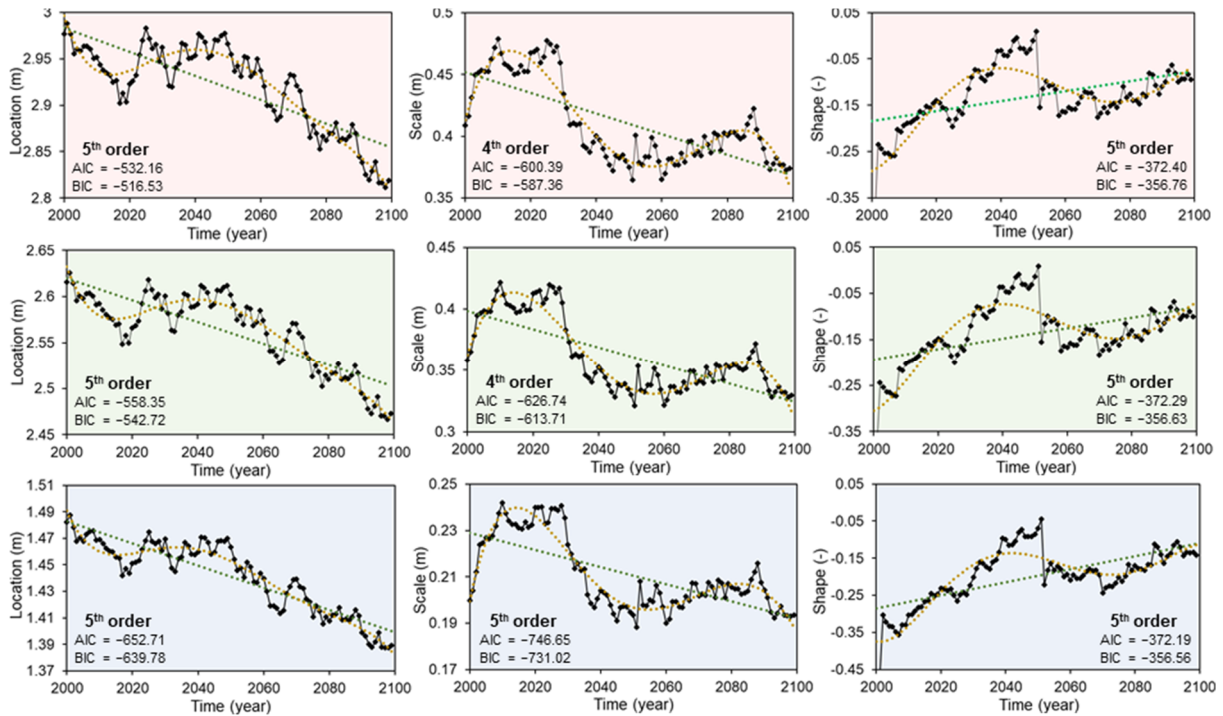 3
2.95
2.9
2.85
2.8
Location (m)
5th order
AIC = −532.16
BIC = −516.53
2000 2020 2040 2060 2080 2100
Time (year)
0.5
0.45
0.4
0.35
Scale (m)
4th order
AIC = −600.39
BIC = −587.36
2000 2020 2040 2060 2080 2100
Time (year)
0.05
-0.05
-0.15
-0.25
-0.35
Shape (-)
5th order
AIC = −372.40
BIC = −356.76
2000 2020 2040 2060 2080 2100
Time (year)
2.65
2.6
2.55
2.5
2.45
Location (m)
5th order
AIC = −558.35
BIC = −542.72
2000 2020 2040 2060 2080 2100
Time (year)
0.45
0.4
0.35
0.3
Scale (m)
4th order
AIC = −626.74
BIC = −613.71
2000 2020 2040 2060 2080 2100
Time (year)
0.05
-0.05
-0.15
-0.25
-0.35
Shape (-)
5th order
AIC = −372.29
BIC = −356.63
2000 2020 2040 2060 2080 2100
Time (year)
1.51
1.49
1.47
1.45
1.43
1.41
1.39
1.37
Location (m)
5th order
AIC = −652.71
BIC = −639.78
2000 2020 2040 2060 2080 2100
Time (year)
0.25
0.23
0.21
0.19
0.17
Scale (m)
5th order
AIC = −746.65
BIC = −731.02
2000 2020 2040 2060 2080 2100
Time (year)
0.05
-0.05
-0.15
-0.25
-0.35
-0.45
Shape (-)
5th order
AIC = −372.19
BIC = −356.56
2000 2020 2040 2060 2080 2100
Time (year)